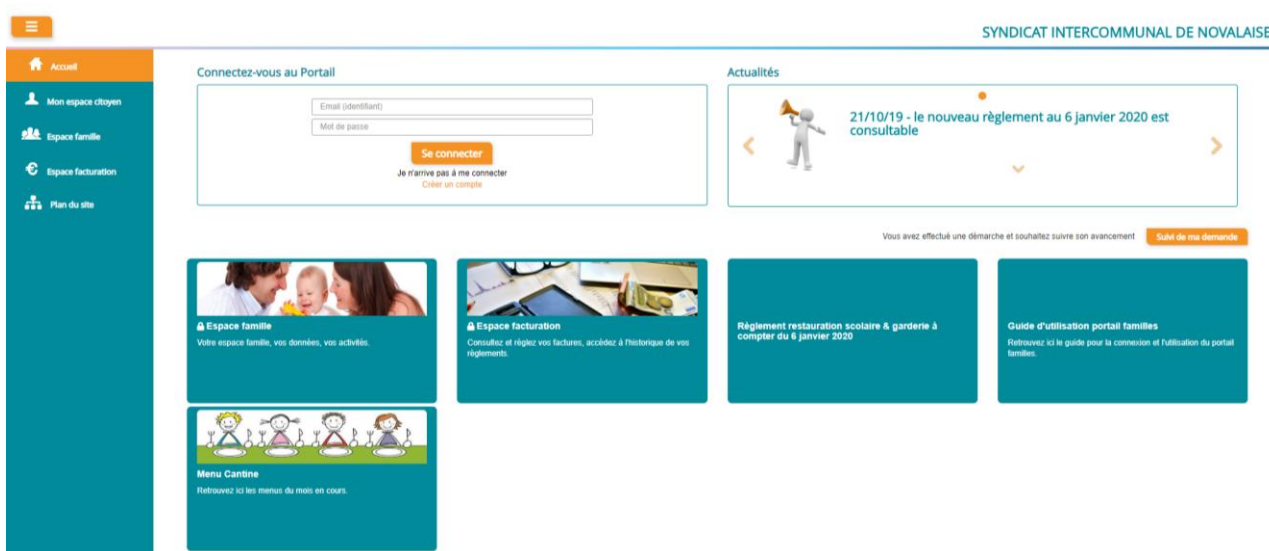 SYNDICAT INTERCOMMUNAL DE NOVALAISE
Accueil
Mon espace citoyen
Espace famille
Espace facturation
Plan du site
Connectez-vous au Portail
Email (identifiant)
Mot de passe
Se connecter
Je n'arrive pas à me connecter
Créer un compte
Actualités
21/10/19 - le nouveau règlement au 6 janvier 2020 est
consultable
Vous avez effectué une démarche et souhaitez suivre son avancement
Suivi de ma demande
Espace famille
Votre espace famille, vos données, vos activités.
Espace facturation
Consultez et réglez vos factures, accédez à l'historique de vos
règlements.
Réglement restauration scolaire & garderie à
compter du 6 janvier 2020
Guide d'utilisation portail familles
Retrouvez ici le guide pour la connexion et l'utilisation du portail
familles.
Menu Cantine
Retrouvez ici les menus du mois en cours.